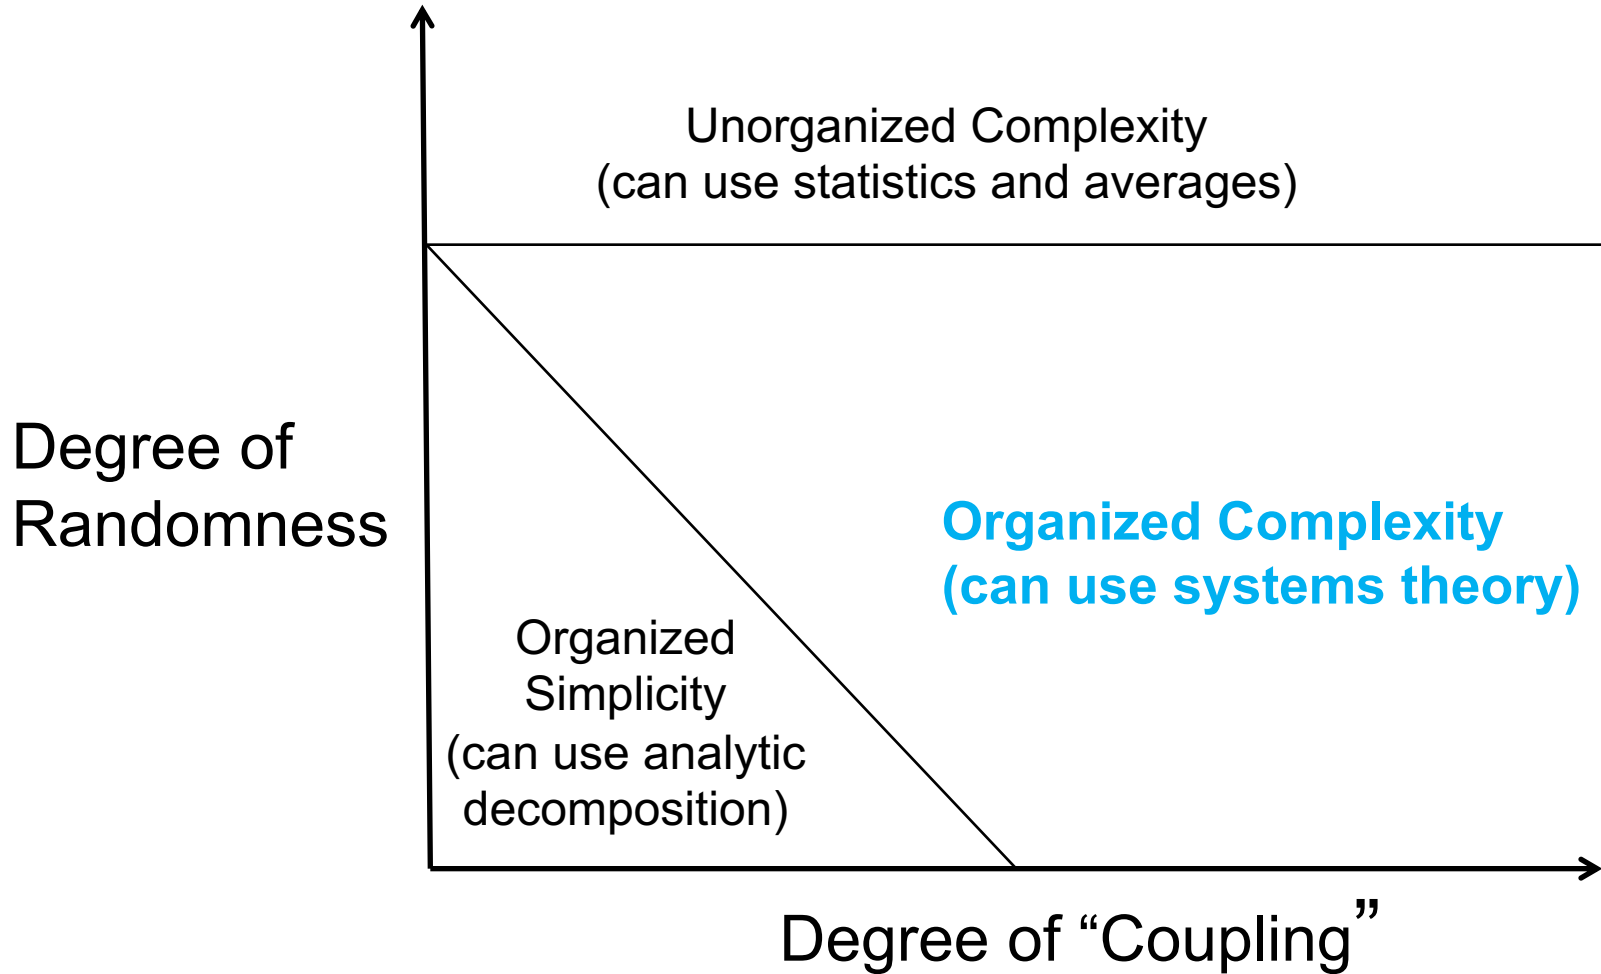 Unorganized Complexity
(can use statistics and averages)
Degree of
Randomness
Organized Complexity
(can use systems theory)
Organized
Simplicity
(can use analytic
decomposition)
Degree of “Coupling”